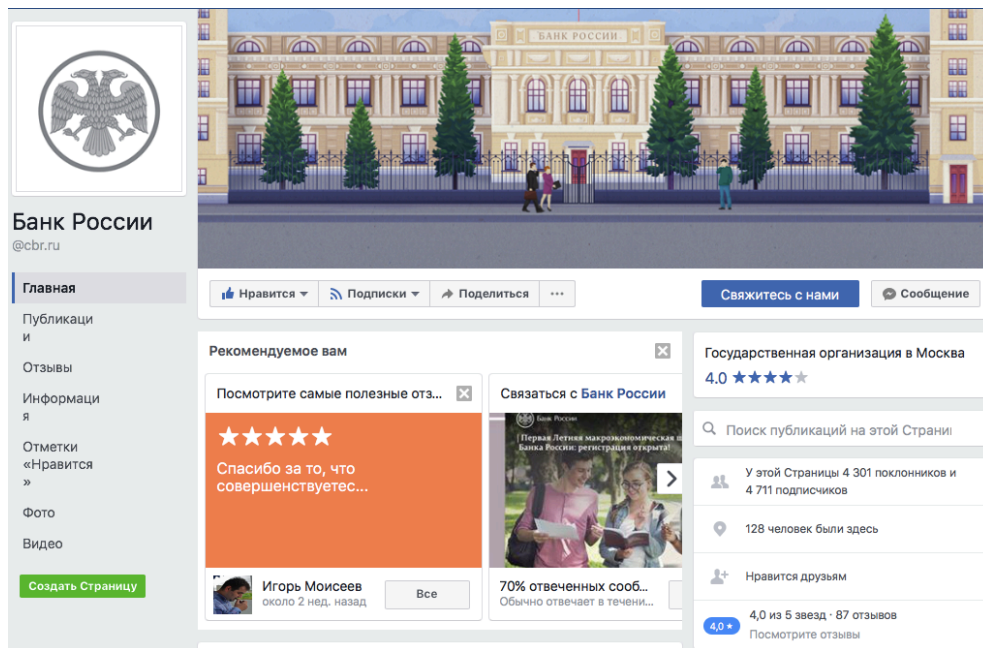 БАНК РОССИИ
Банк России
@cbr.ru
Главная
Публикаци
и
Отзывы
Информаци
я
Отметки
«Нравится
»
Фото
Видео
Создать Страницу
Нравится
Подписки
Поделиться
...
Свяжитесь с нами
Сообщение
Рекомендуемое вам
Посмотрите самые полезные отз...
Спасибо за то, что
совершенствуетес...
Игорь Моисеев
около 2 нед. назад
Все
Связаться с Банк России
Банк России
Первая Летняя макроэкономическая
Банка России: регистрация открыта!
70% отвеченных сооб...
Обычно отвечает в течени...
Государственная организация в Москва
4.0
Поиск публикаций на этой Страни
У этой Страницы 4 301 поклонников и
4 711 подписчиков
128 человек были здесь
Нравится друзьям
4,0
4,0 из 5 звезд · 87 отзывов
Посмотрите отзывы